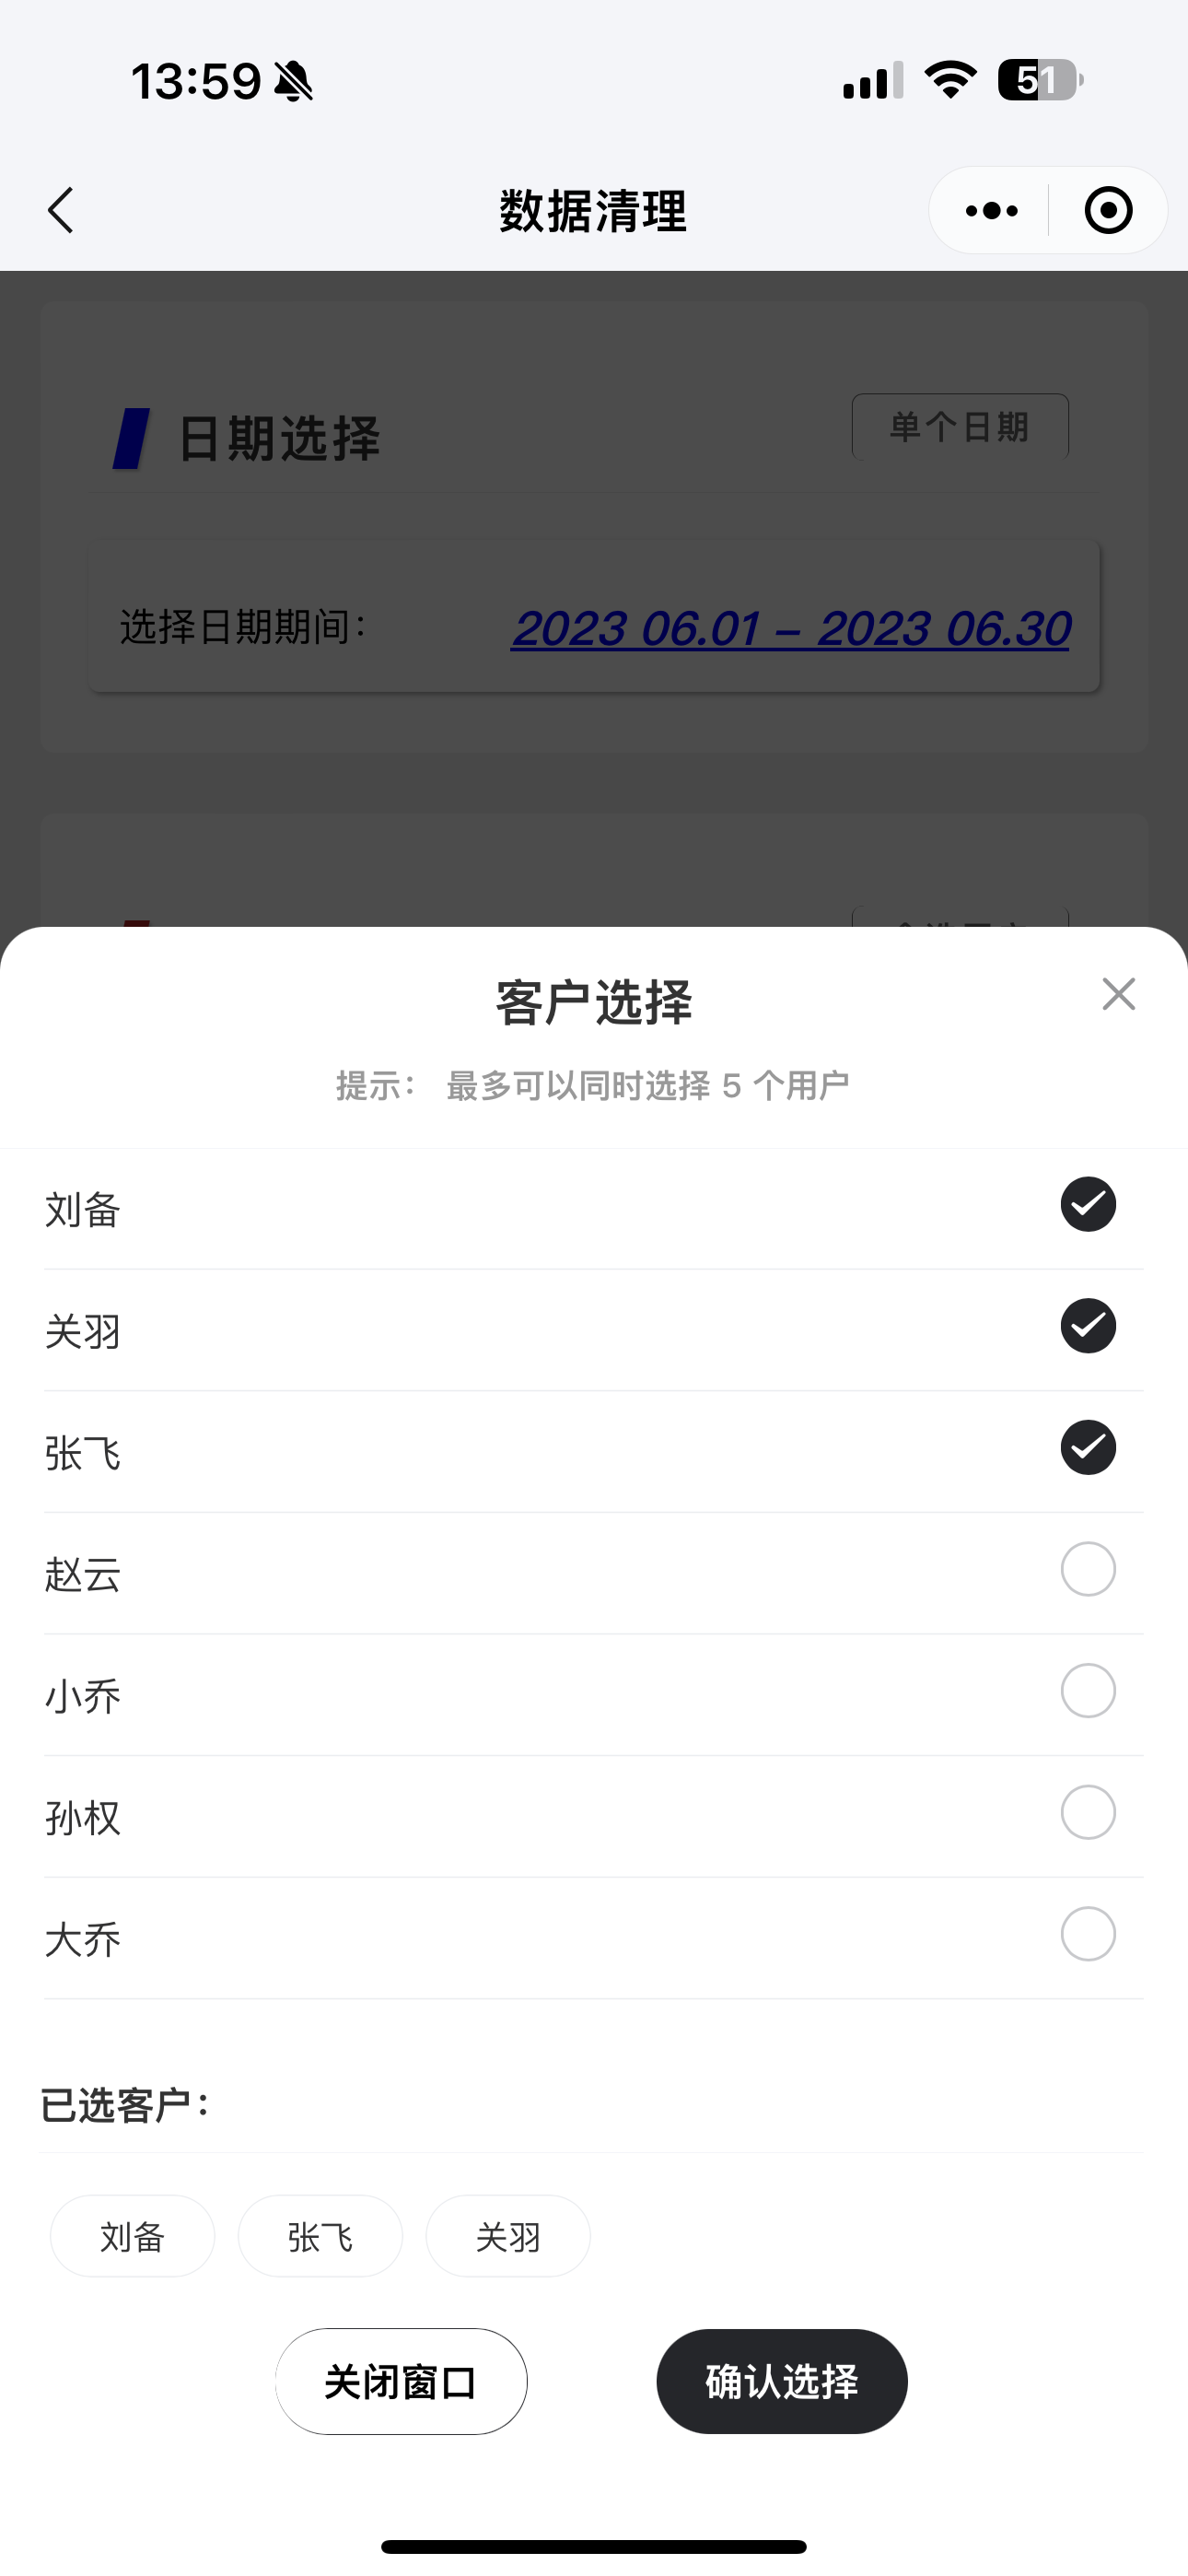 13:59
51
数据清理
日期选择
单个日期
选择日期期间：
2023 06.01 – 2023 06.30
客户选择
提示： 最多可以同时选择 5 个用户
刘备
关羽
张飞
赵云
小乔
孙权
大乔
已选客户：
刘备 张飞 关羽
关闭窗口 确认选择